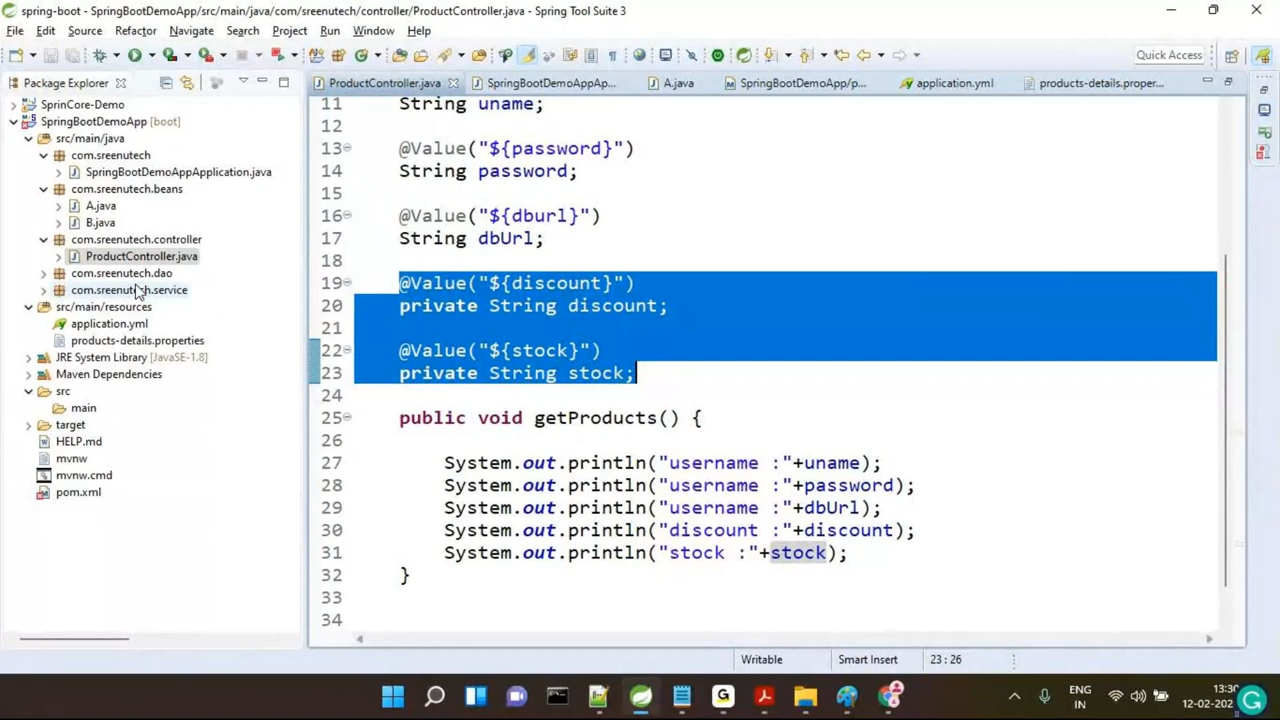 spring-boot - SpringBootDemoApp/src/main/java/com/sreenutech/controller/ProductController.java - Spring Tool Suite 3
File Edit Source Refactor Navigate Search Project Run Window Help
Quick Access
Package Explorer
ProductController.java
SpringBootDemoAppAp...
A.java
SpringBootDemoApp/p...
application.yml
products-details.properties...
SprinCore-Demo
SpringBootDemoApp [boot]
src/main/java
com.sreenutech
SpringBootDemoAppApplication.java
com.sreenutech.beans
A.java
B.java
com.sreenutech.controller
ProductController.java
com.sreenutech.dao
com.sreenutech.service
src/main/resources
application.yml
products-details.properties
JRE System Library [JavaSE-1.8]
Maven Dependencies
src
main
target
HELP.md
mvnw
mvnw.cmd
pom.xml
11 String uname;
12
13 @Value("${password}")
14 String password;
15
16 @Value("${dburl}")
17 String dbUrl;
18
19 @Value("${discount}")
20 private String discount;
21
22 @Value("${stock}")
23 private String stock;
24
25 public void getProducts() {
26
27 System.out.println("username :"+uname);
28 System.out.println("username :"+password);
29 System.out.println("username :"+dbUrl);
30 System.out.println("discount :"+discount);
31 System.out.println("stock :"+stock);
32 }
33
34
Writable Smart Insert 23 : 26
ENG
IN
13:30
12-02-202